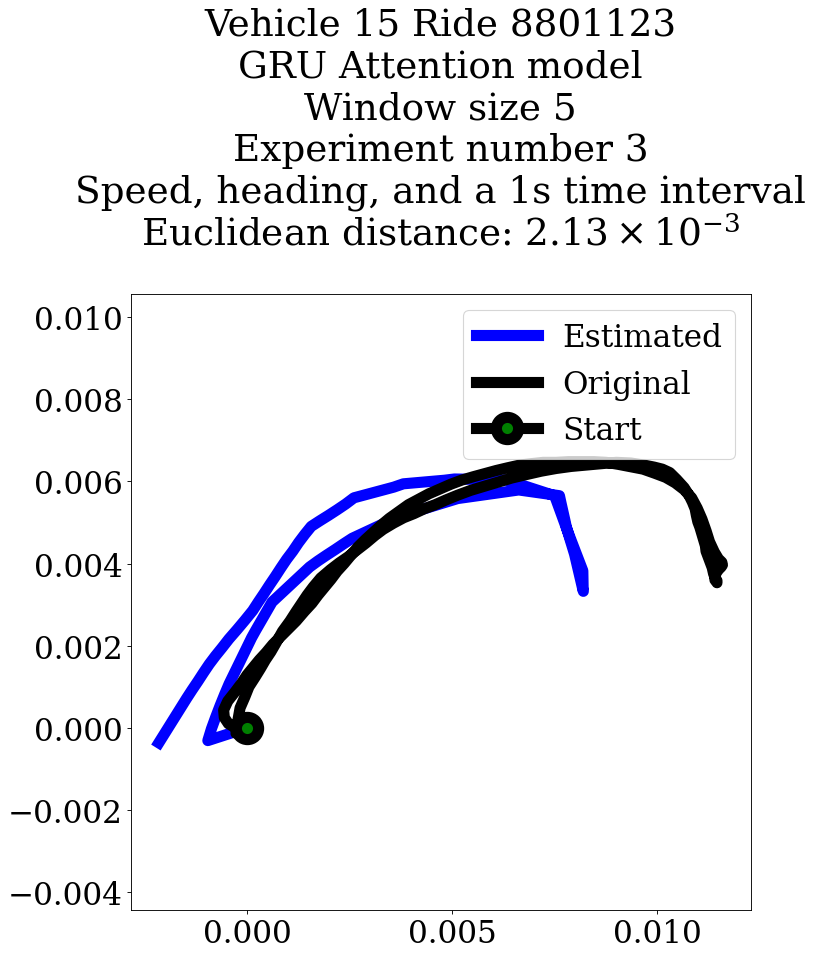 Vehicle 15 Ride 8801123
GRU Attention model
Window size 5
Experiment number 3
Speed, heading, and a 1s time interval
Euclidean distance: 2.13 × 10⁻³
Estimated
Original
Start
0.010
0.008
0.006
0.004
0.002
0.000
−0.002
−0.004
0.000 0.005 0.010